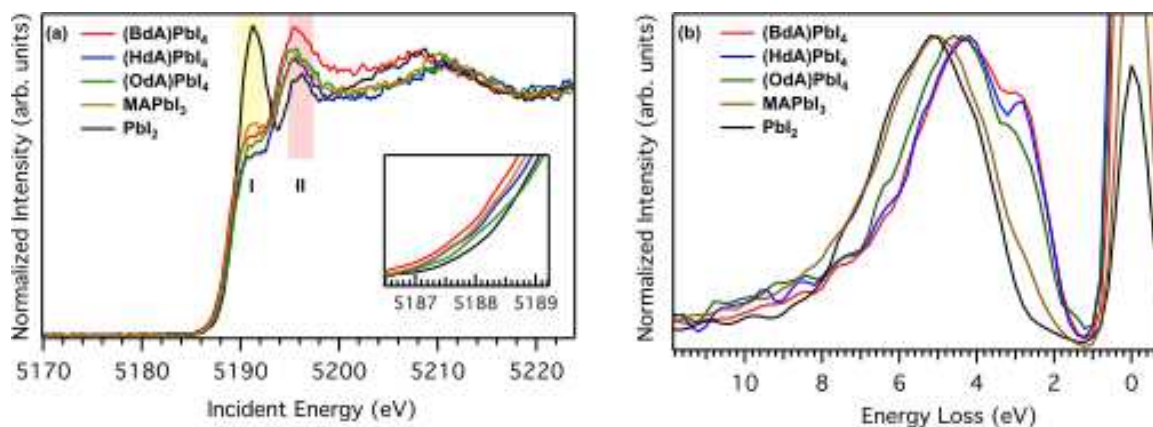 Normalized Intensity (arb. units)
(a)
(BdA)PbI4
(HdA)PbI4
(OdA)PbI4
MAPbI3
PbI2
I
II
5187 5188 5189
5170 5180 5190 5200 5210 5220
Incident Energy (eV)
Normalized Intensity (arb. units)
(b)
(BdA)PbI4
(HdA)PbI4
(OdA)PbI4
MAPbI3
PbI2
10 8 6 4 2 0
Energy Loss (eV)